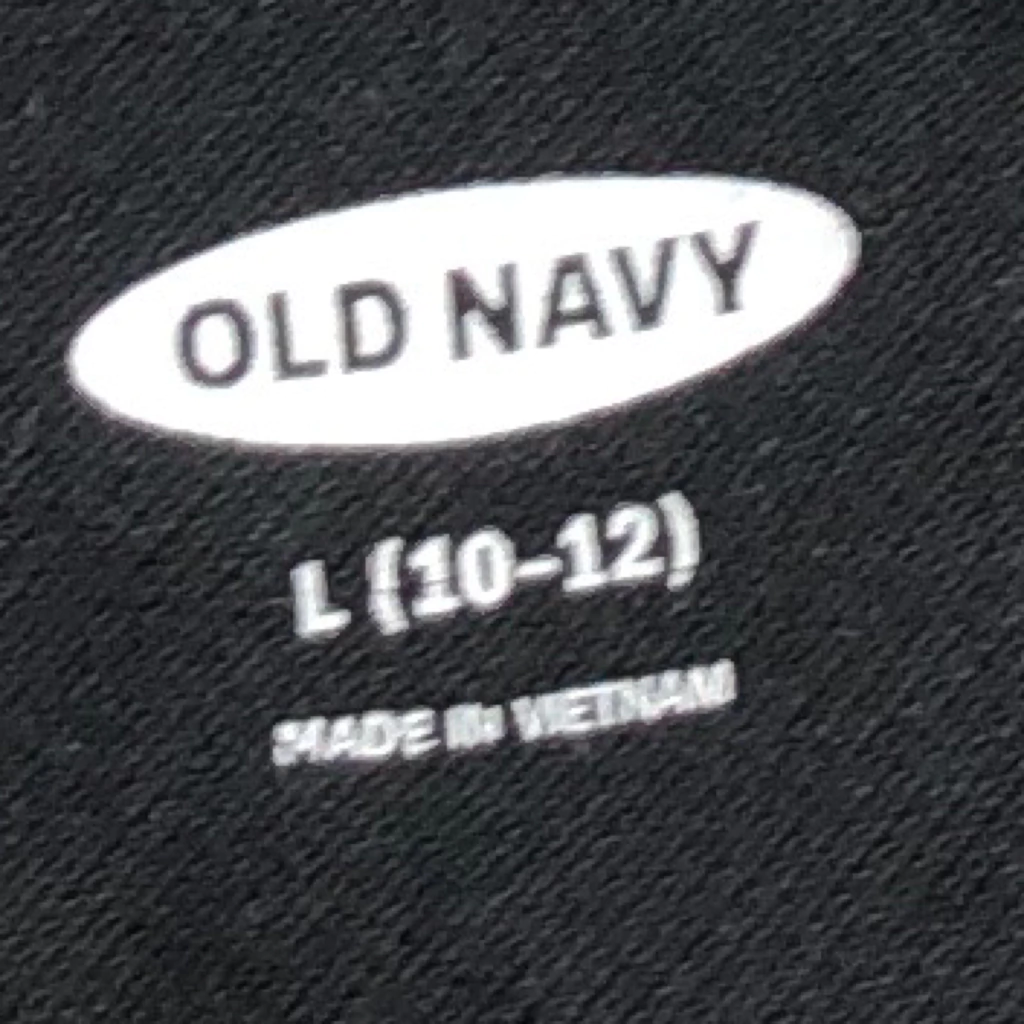 OLD NAVY
L (10-12)
MADE IN VIETNAM